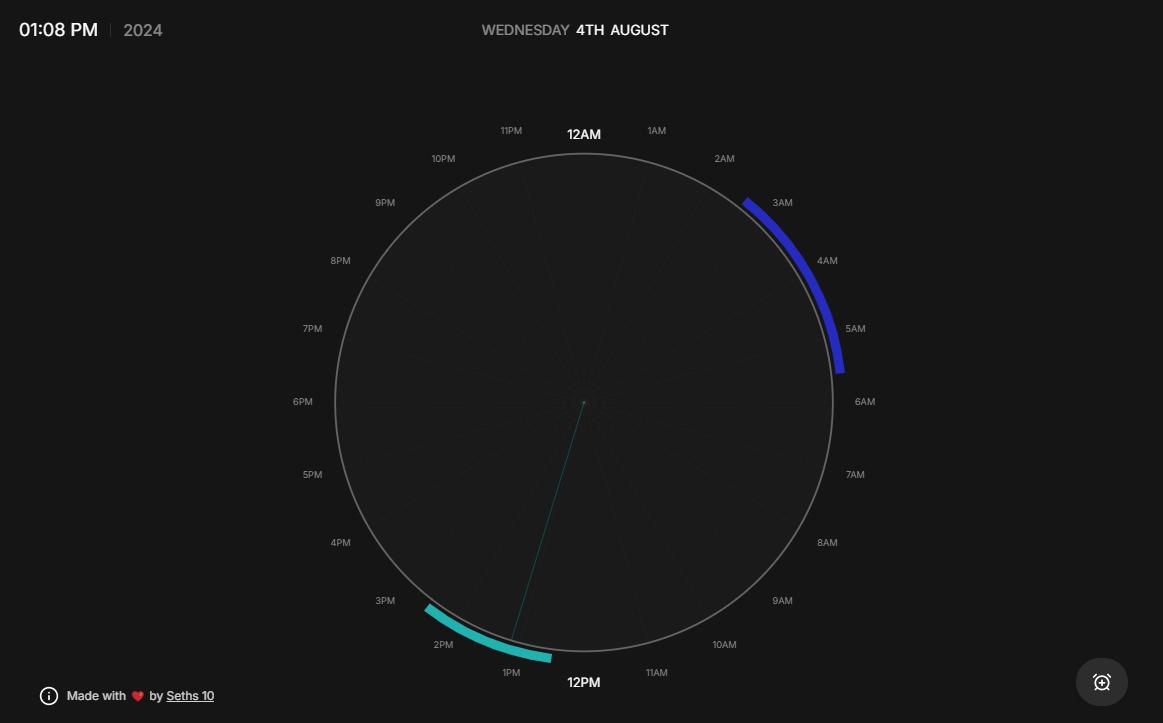 01:08 PM 2024
WEDNESDAY 4TH AUGUST
12AM
1AM
2AM
3AM
4AM
5AM
6AM
7AM
8AM
9AM
10AM
11AM
12PM
1PM
2PM
3PM
4PM
5PM
6PM
7PM
8PM
9PM
10PM
11PM
Made with ❤️ by Seths 10